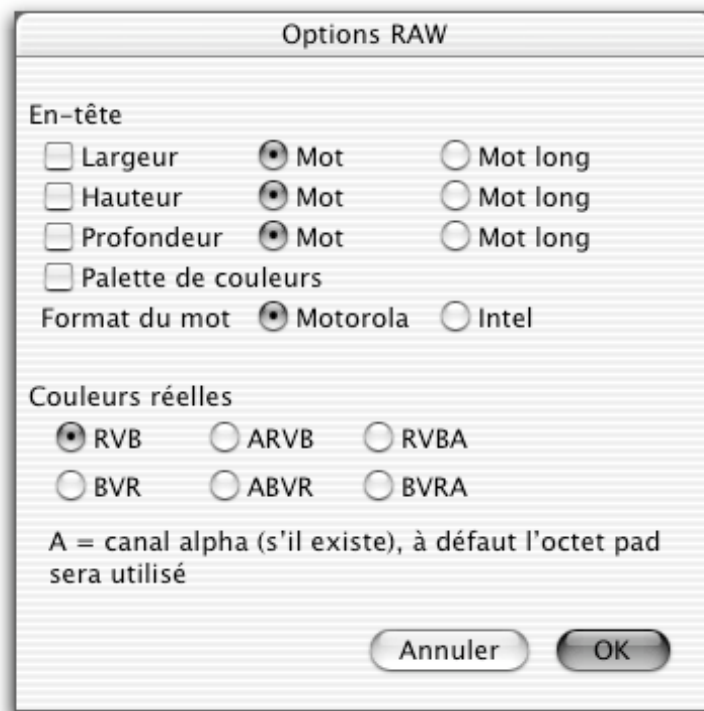 Options RAW
En-tête
Largeur Mot Mot long
Hauteur Mot Mot long
Profondeur Mot Mot long
Palette de couleurs
Format du mot Motorola Intel
Couleurs réelles
RVB ARVB RVBA
BVR ABVR BVRA
A = canal alpha (s'il existe), à défaut l'octet pad
sera utilisé
Annuler OK